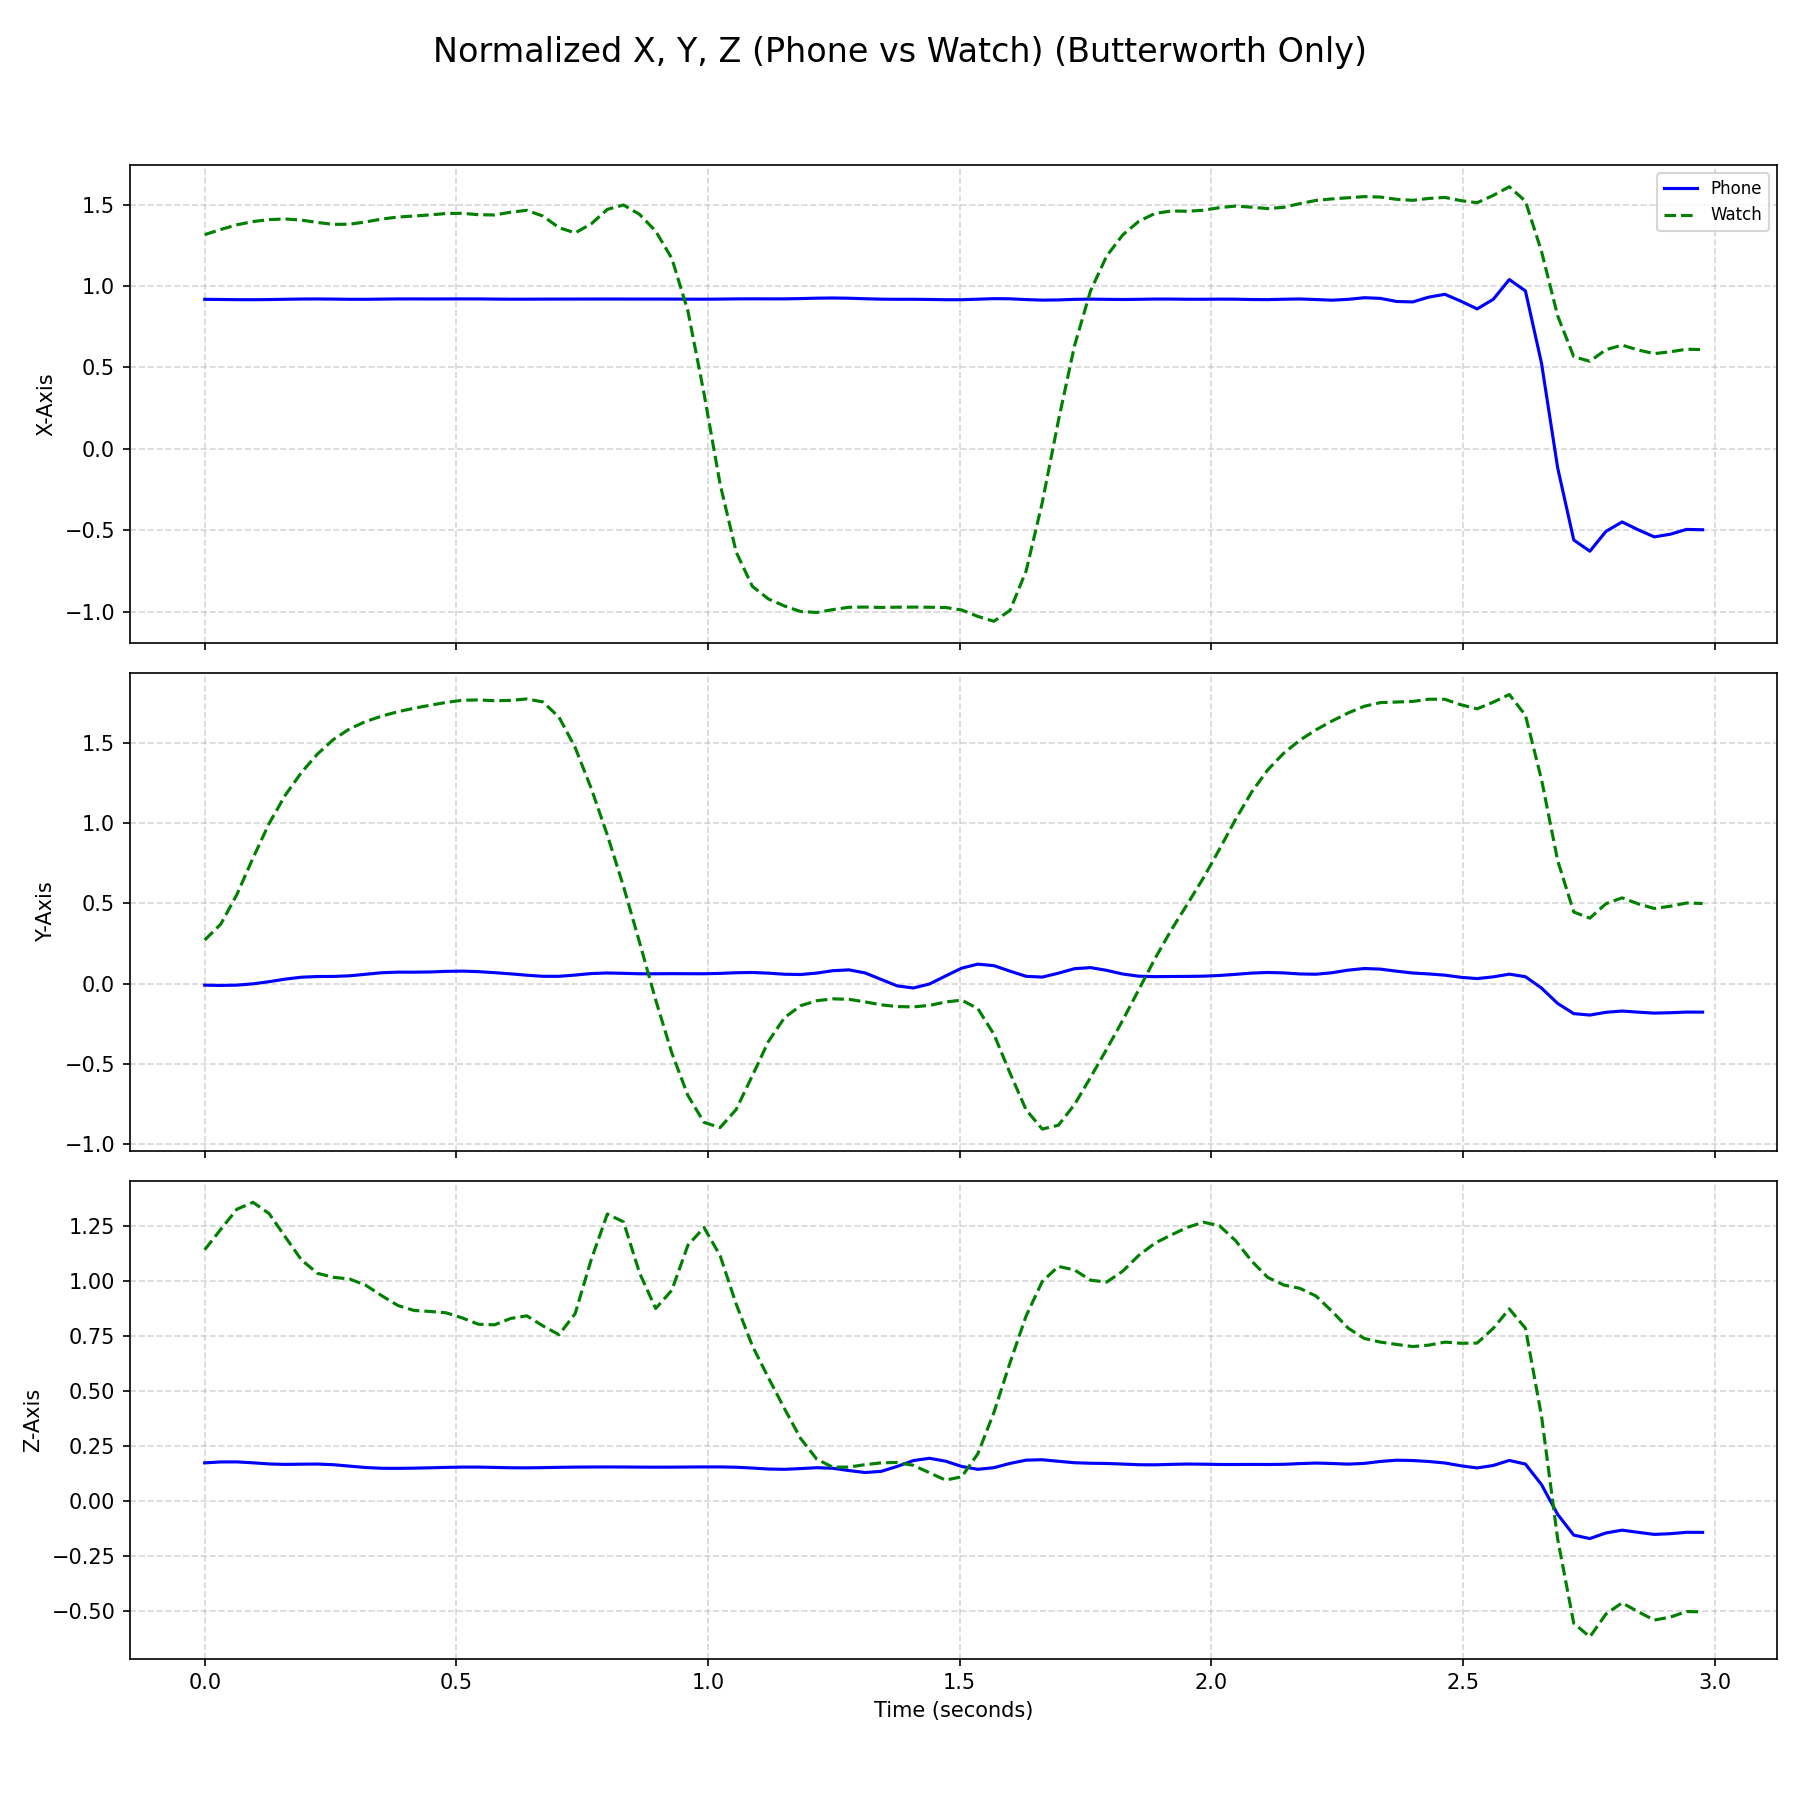 Normalized X, Y, Z (Phone vs Watch) (Butterworth Only)
Phone
Watch
X-Axis
1.5
1.0
0.5
0.0
−0.5
−1.0
Y-Axis
1.5
1.0
0.5
0.0
−0.5
−1.0
Z-Axis
1.25
1.00
0.75
0.50
0.25
0.00
−0.25
−0.50
0.0 0.5 1.0 1.5 2.0 2.5 3.0
Time (seconds)